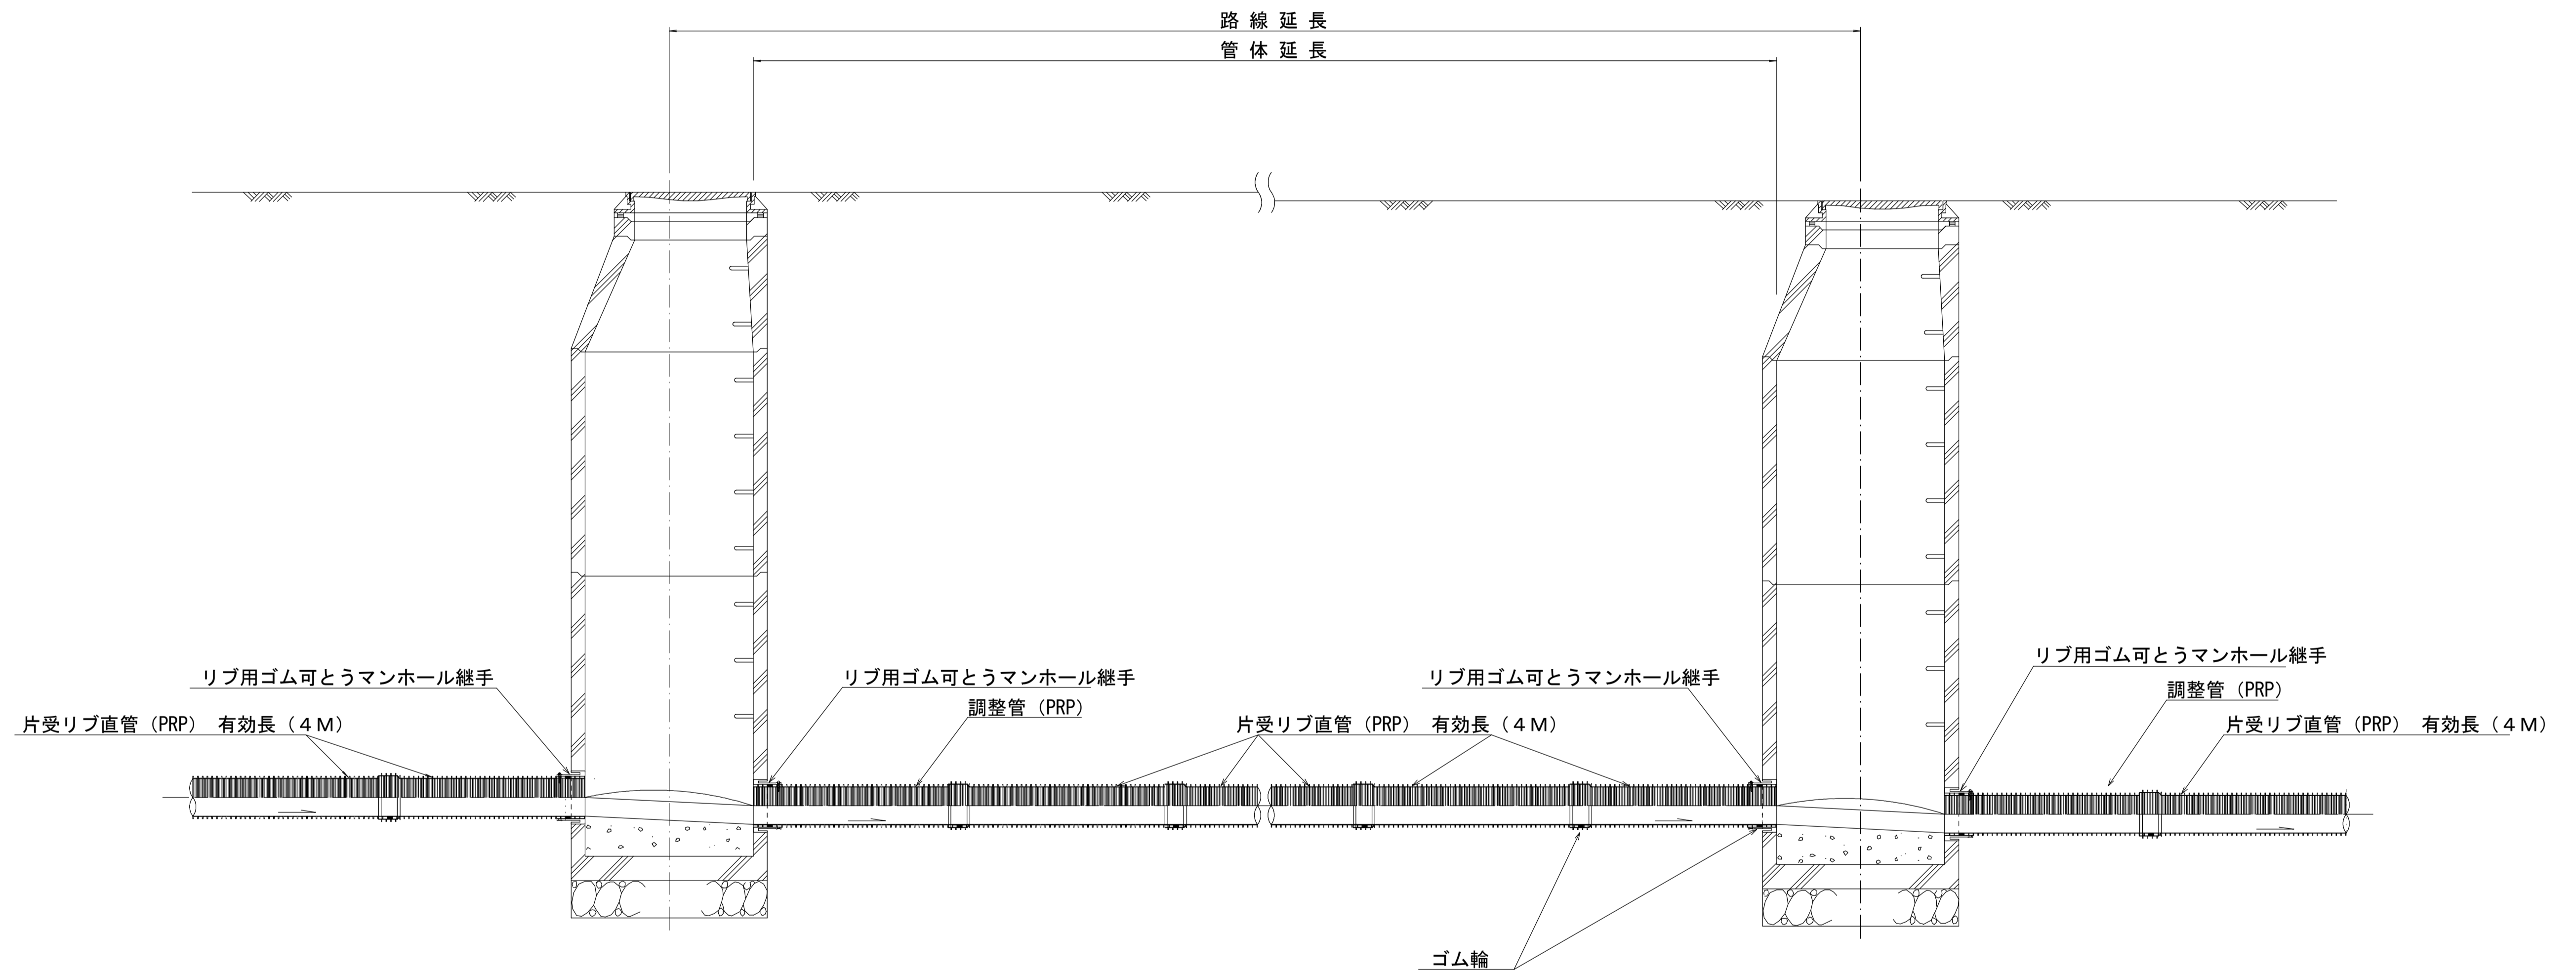 路 線 延 長
管 体 延 長
リブ用ゴム可とうマンホール継手
リブ用ゴム可とうマンホール継手
リブ用ゴム可とうマンホール継手
リブ用ゴム可とうマンホール継手
調整管（PRP）
調整管（PRP）
片受リブ直管（PRP） 有効長（４Ｍ）
片受リブ直管（PRP） 有効長（４Ｍ）
片受リブ直管（PRP） 有効長（４Ｍ）
ゴム輪